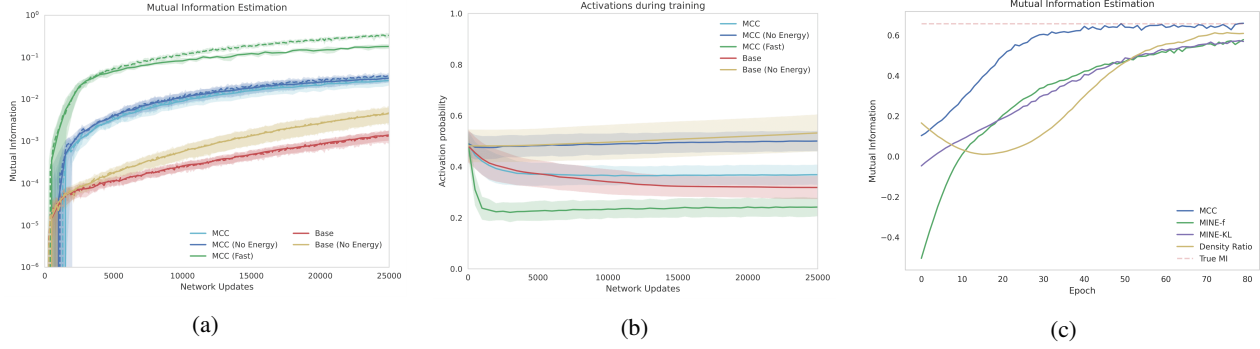 Mutual Information Estimation
Mutual Information
10⁰
10⁻¹
10⁻²
10⁻³
10⁻⁴
10⁻⁵
10⁻⁶
0
5000
10000
15000
20000
25000
Network Updates
MCC
MCC (No Energy)
MCC (Fast)
Base
Base (No Energy)
(a)
Activations during training
Activation probability
1.0
0.8
0.6
0.4
0.2
0.0
0
5000
10000
15000
20000
25000
Network Updates
MCC
MCC (No Energy)
MCC (Fast)
Base
Base (No Energy)
(b)
Mutual Information Estimation
Mutual Information
0.6
0.4
0.2
0.0
−0.2
−0.4
0
10
20
30
40
50
60
70
80
Epoch
MCC
MINE-f
MINE-KL
Density Ratio
True MI
(c)